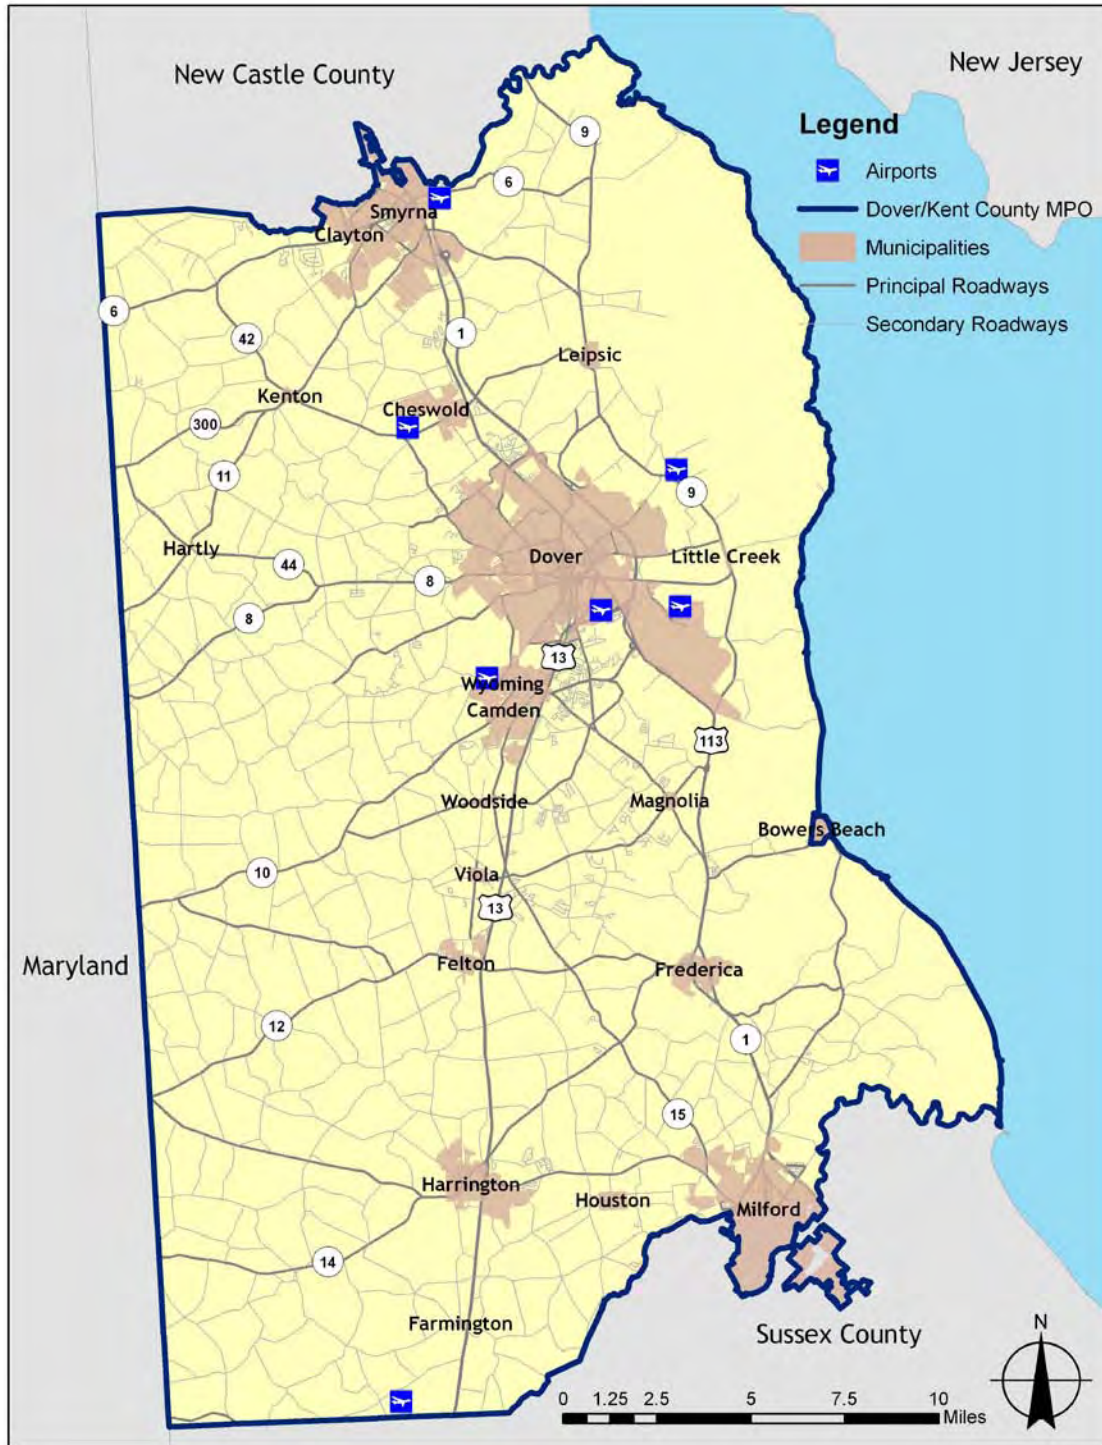 New Castle County
New Jersey
Legend
Airports
Dover/Kent County MPO
Municipalities
Principal Roadways
Secondary Roadways
9
6
Smyrna
Clayton
6
42
1
Leipsic
Kenton
Cheswold
300
11
9
Hartly
Dover
Little Creek
44
8
8
13
Wyoming
Camden
113
Woodside
Magnolia
Bowers Beach
10
Viola
13
Maryland
Felton
Frederica
12
1
15
Harrington
Houston
Milford
14
Farmington
Sussex County
N
0 1.25 2.5 5 7.5 10
Miles